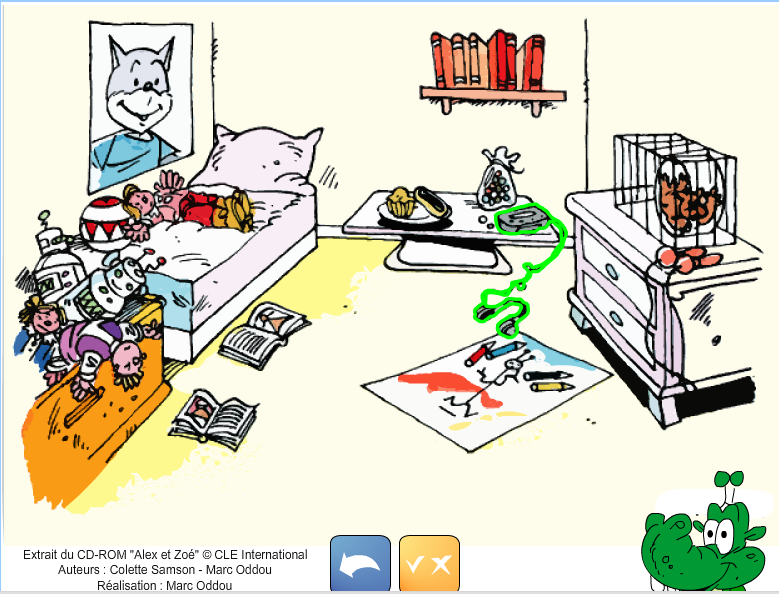 Extrait du CD-ROM "Alex et Zoé" © CLE International
Auteurs : Colette Samson - Marc Oddou
Réalisation : Marc Oddou